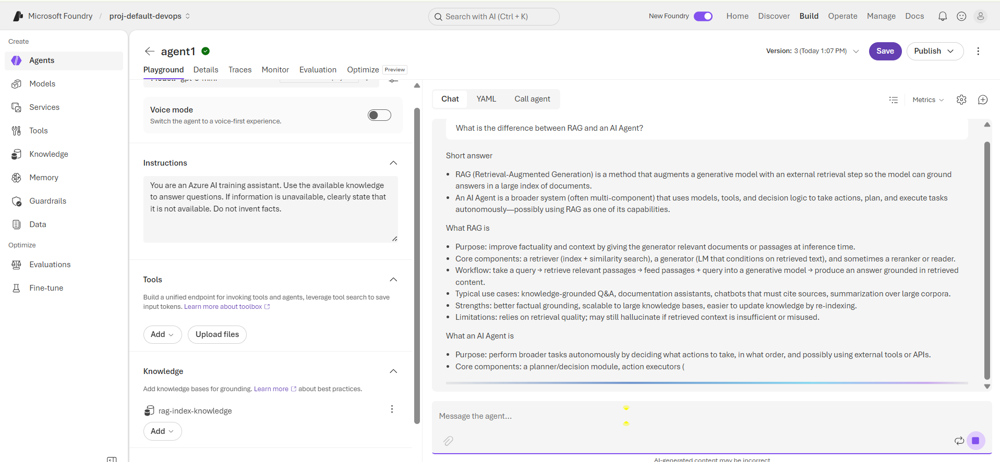 Microsoft Foundry / proj-default-devops
Search with AI (Ctrl + K)
New Foundry
Home
Discover
Build
Operate
Manage
Docs
Create
Agents
Models
Services
Tools
Knowledge
Memory
Guardrails
Data
Optimize
Evaluations
Fine-tune
agent1
Version: 3 (Today 1:07 PM)
Save
Publish
Playground
Details
Traces
Monitor
Evaluation
Optimize
Preview
Voice mode
Switch the agent to a voice-first experience.
Instructions
You are an Azure AI training assistant. Use the available knowledge
to answer questions. If information is unavailable, clearly state that
it is not available. Do not invent facts.
Tools
Build a unified endpoint for invoking tools and agents, leverage tool search to save
input tokens. Learn more about toolbox
Add
Upload files
Knowledge
Add knowledge bases for grounding. Learn more about best practices.
rag-index-knowledge
Add
Chat
YAML
Call agent
Metrics
What is the difference between RAG and an AI Agent?
Short answer
• RAG (Retrieval-Augmented Generation) is a method that augments a generative model with an external retrieval step so the model can ground
answers in a large index of documents.
• An AI Agent is a broader system (often multi-component) that uses models, tools, and decision logic to take actions, plan, and execute tasks
autonomously—possibly using RAG as one of its capabilities.
What RAG is
• Purpose: improve factuality and context by giving the generator relevant documents or passages at inference time.
• Core components: a retriever (index + similarity search), a generator (LM that conditions on retrieved text), and sometimes a reranker or reader.
• Workflow: take a query → retrieve relevant passages → feed passages + query into a generative model → produce an answer grounded in retrieved
content.
• Typical use cases: knowledge-grounded Q&A, documentation assistants, chatbots that must cite sources, summarization over large corpora.
• Strengths: better factual grounding, scalable to large knowledge bases, easier to update knowledge by re-indexing.
• Limitations: relies on retrieval quality; may still hallucinate if retrieved context is insufficient or misused.
What an AI Agent is
• Purpose: perform broader tasks autonomously by deciding what actions to take, in what order, and possibly using external tools or APIs.
• Core components: a planner/decision module, action executors (
Message the agent...
AI-generated content may be incorrect